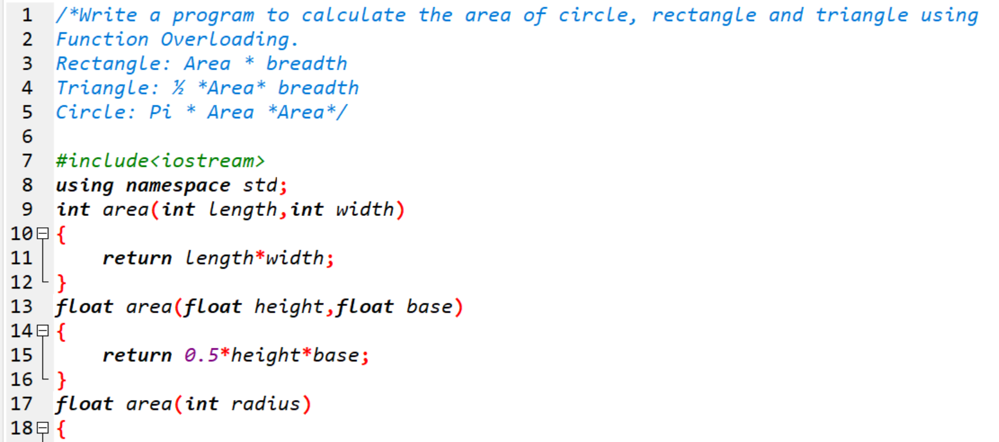 1 /*Write a program to calculate the area of circle, rectangle and triangle using
2 Function Overloading.
3 Rectangle: Area * breadth
4 Triangle: ½ *Area* breadth
5 Circle: Pi * Area *Area*/
6
7 #include<iostream>
8 using namespace std;
9 int area(int length,int width)
10 {
11     return length*width;
12 }
13 float area(float height,float base)
14 {
15     return 0.5*height*base;
16 }
17 float area(int radius)
18 {